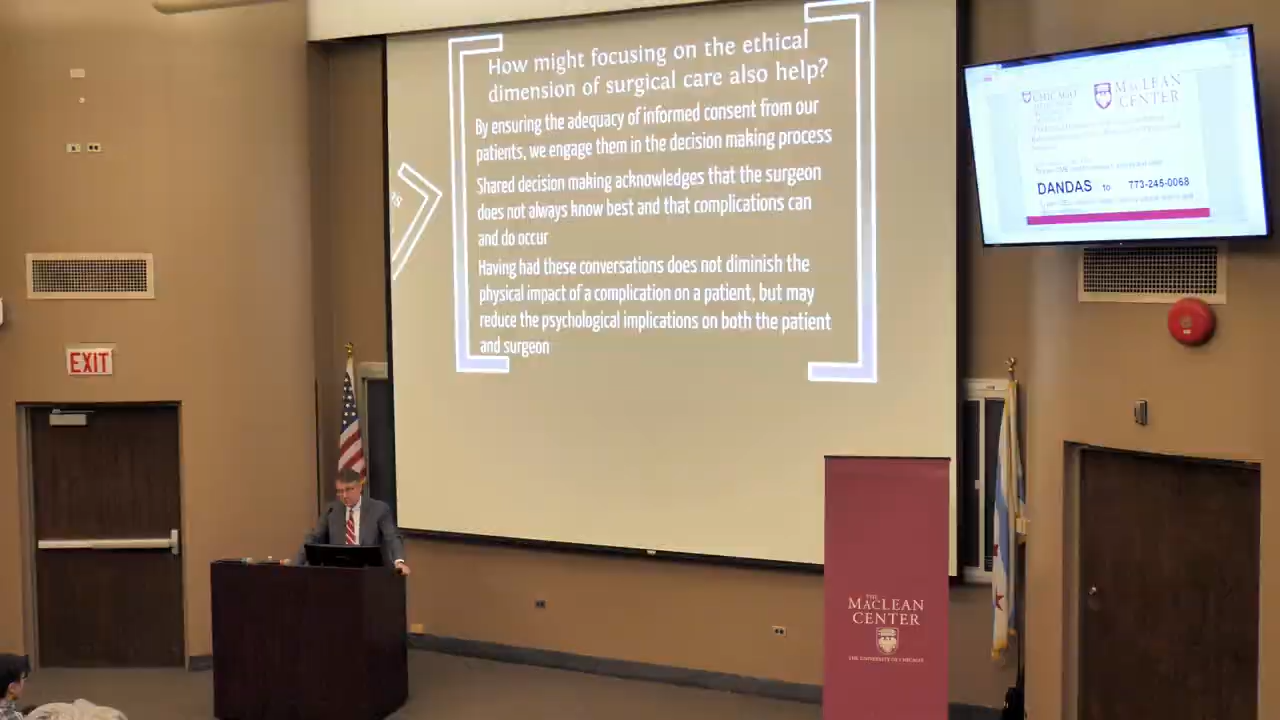 How might focusing on the ethical
dimension of surgical care also help?
By ensuring the adequacy of informed consent from our
patients, we engage them in the decision making process
Shared decision making acknowledges that the surgeon
does not always know best and that complications can
and do occur
Having had these conversations does not diminish the
physical impact of a complication on a patient, but may
reduce the psychological implications on both the patient
and surgeon
CHICAGO
MACLEAN
CENTER
DANDAS to 773-245-0068
EXIT
THE
MACLEAN
CENTER
THE UNIVERSITY OF CHICAGO